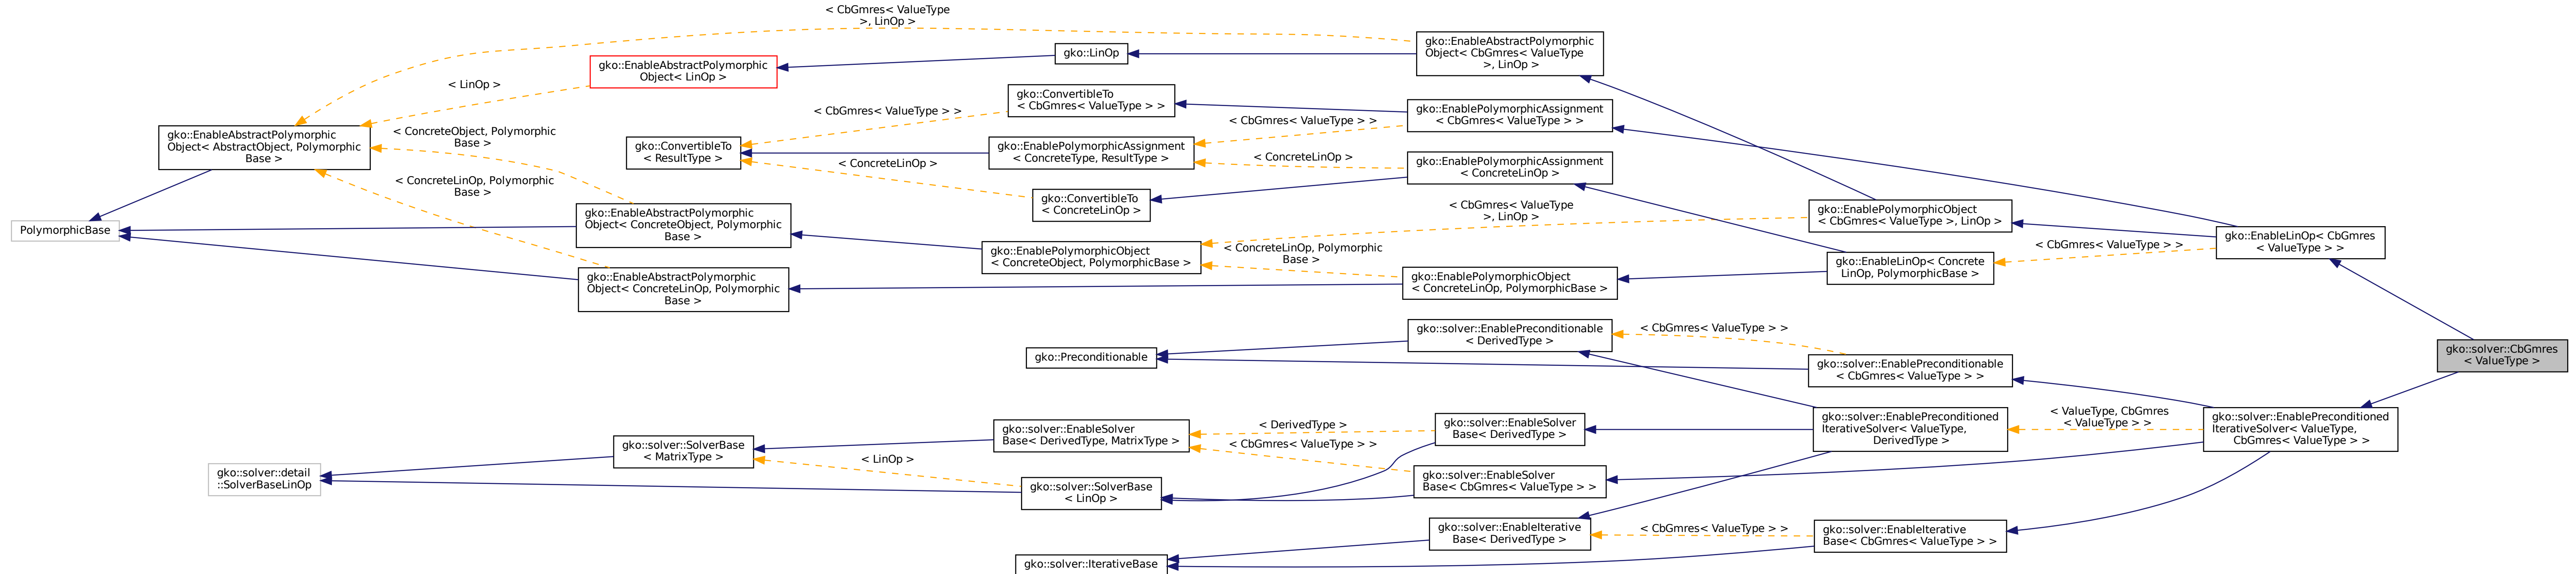 < CbGmres< ValueType
>, LinOp >
gko::EnableAbstractPolymorphic
Object< CbGmres< ValueType
>, LinOp >
gko::LinOp
gko::EnableAbstractPolymorphic
Object< LinOp >
< LinOp >
gko::ConvertibleTo
< CbGmres< ValueType > >
< CbGmres< ValueType > >
gko::EnablePolymorphicAssignment
< CbGmres< ValueType > >
< CbGmres< ValueType > >
gko::EnableAbstractPolymorphic
Object< AbstractObject, Polymorphic
Base >
< ConcreteObject, Polymorphic
Base >
gko::ConvertibleTo
< ResultType >
gko::EnablePolymorphicAssignment
< ConcreteType, ResultType >
< ConcreteLinOp >
< ConcreteLinOp >
gko::EnablePolymorphicAssignment
< ConcreteLinOp >
< ConcreteLinOp, Polymorphic
Base >
gko::ConvertibleTo
< ConcreteLinOp >
PolymorphicBase
gko::EnableAbstractPolymorphic
Object< ConcreteObject, Polymorphic
Base >
< CbGmres< ValueType
>, LinOp >
gko::EnablePolymorphicObject
< CbGmres< ValueType >, LinOp >
gko::EnableLinOp< CbGmres
< ValueType > >
gko::EnablePolymorphicObject
< ConcreteObject, PolymorphicBase >
< ConcreteLinOp, Polymorphic
Base >
< CbGmres< ValueType > >
gko::EnableLinOp< Concrete
LinOp, PolymorphicBase >
gko::EnableAbstractPolymorphic
Object< ConcreteLinOp, Polymorphic
Base >
gko::EnablePolymorphicObject
< ConcreteLinOp, PolymorphicBase >
gko::solver::EnablePreconditionable
< DerivedType >
< CbGmres< ValueType > >
gko::Preconditionable
gko::solver::EnablePreconditionable
< CbGmres< ValueType > >
gko::solver::CbGmres
< ValueType >
gko::solver::EnableSolver
Base< DerivedType, MatrixType >
< DerivedType >
< CbGmres< ValueType > >
gko::solver::EnableSolver
Base< DerivedType >
gko::solver::EnablePreconditioned
IterativeSolver< ValueType,
DerivedType >
< ValueType, CbGmres
< ValueType > >
gko::solver::EnablePreconditioned
IterativeSolver< ValueType,
CbGmres< ValueType > >
gko::solver::SolverBase
< MatrixType >
< LinOp >
gko::solver::detail
::SolverBaseLinOp
gko::solver::SolverBase
< LinOp >
gko::solver::EnableSolver
Base< CbGmres< ValueType > >
gko::solver::EnableIterative
Base< DerivedType >
< CbGmres< ValueType > >
gko::solver::EnableIterative
Base< CbGmres< ValueType > >
gko::solver::IterativeBase